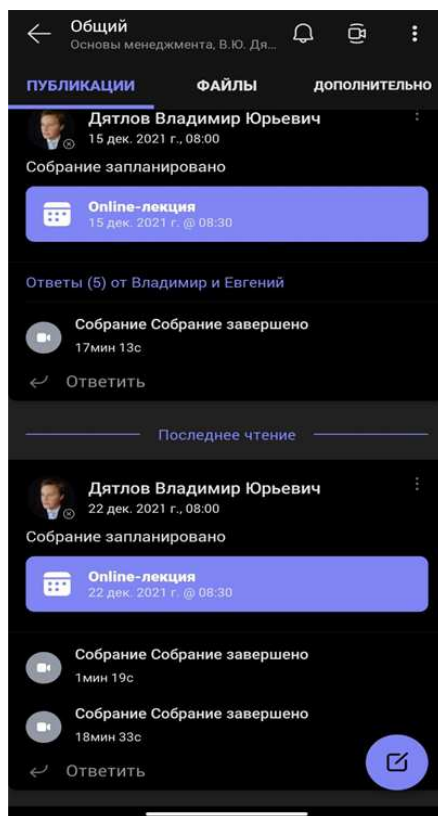 Общий
Основы менеджмента, В.Ю. Дя...
ПУБЛИКАЦИИ
ФАЙЛЫ
ДОПОЛНИТЕЛЬНО
Дятлов Владимир Юрьевич
15 дек. 2021 г., 08:00
Собрание запланировано
Online-лекция
15 дек. 2021 г. @ 08:30
Ответы (5) от Владимир и Евгений
Собрание Собрание завершено
17мин 13с
Ответить
Последнее чтение
Дятлов Владимир Юрьевич
22 дек. 2021 г., 08:00
Собрание запланировано
Online-лекция
22 дек. 2021 г. @ 08:30
Собрание Собрание завершено
1мин 19с
Собрание Собрание завершено
18мин 33с
Ответить